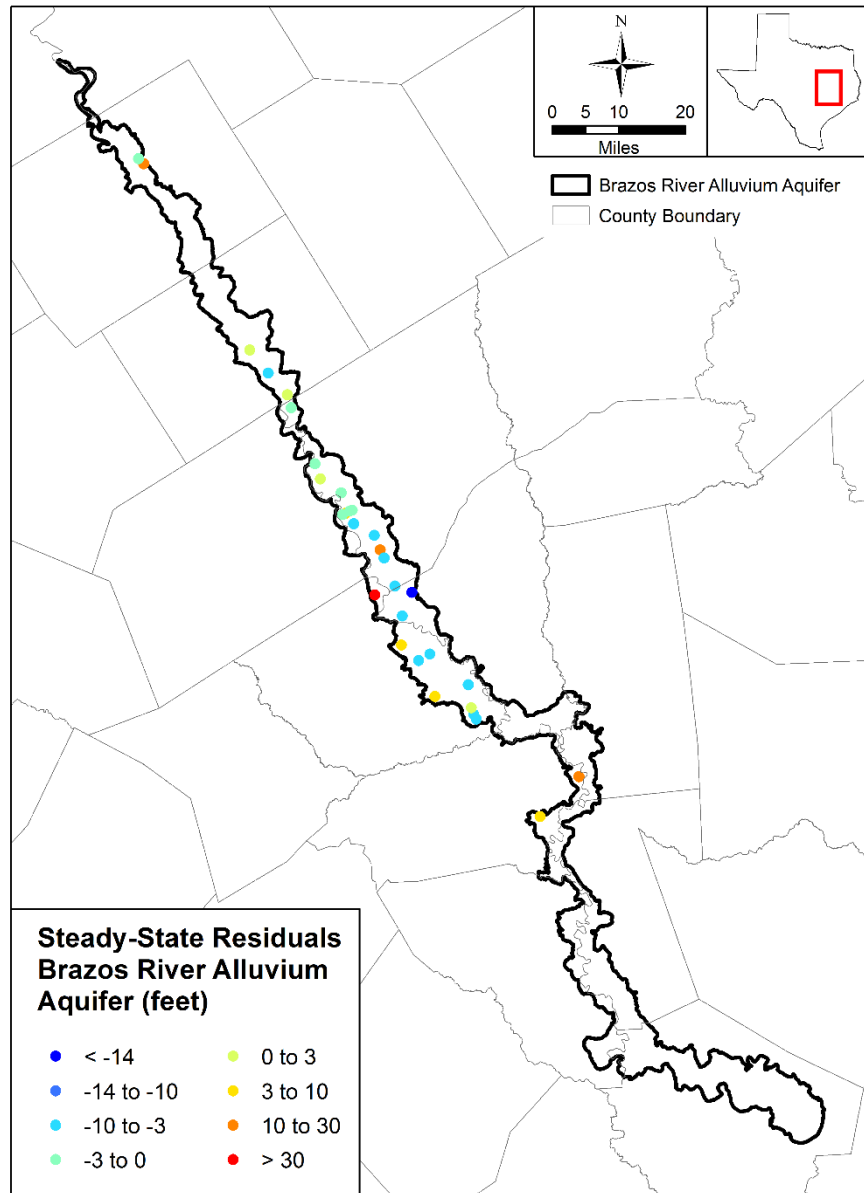 N
0 5 10 20
Miles
Brazos River Alluvium Aquifer
County Boundary
Steady-State Residuals
Brazos River Alluvium
Aquifer (feet)
< -14
-14 to -10
-10 to -3
-3 to 0
0 to 3
3 to 10
10 to 30
> 30